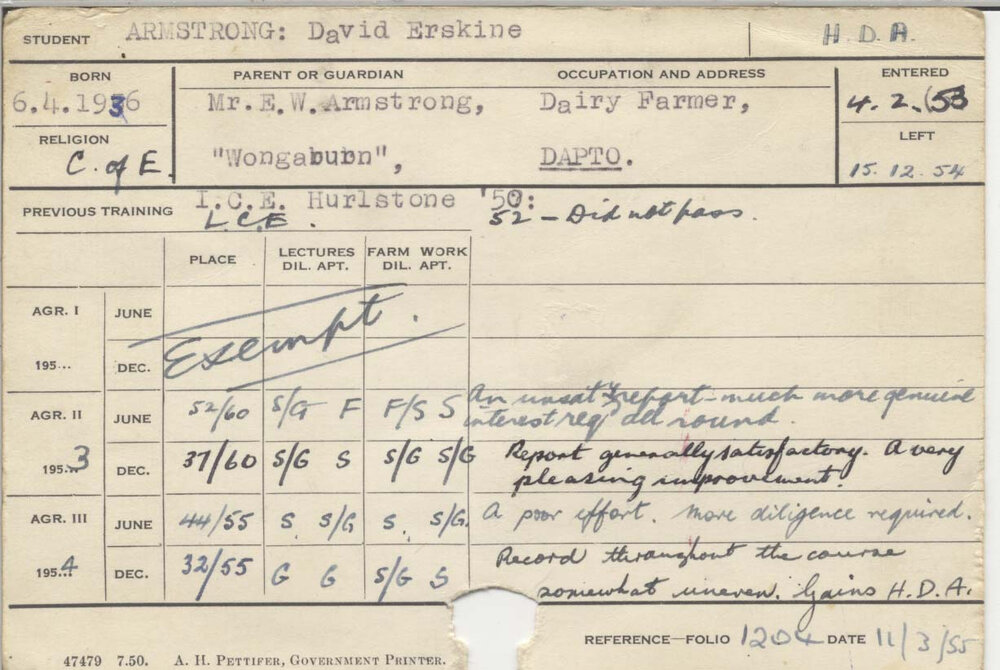 STUDENT ARMSTRONG: David Erskine H.D.A.
BORN PARENT OR GUARDIAN OCCUPATION AND ADDRESS ENTERED
6.4.1936 Mr. E. W. Armstrong, Dairy Farmer, 4.2.53
RELIGION LEFT
C. of E. "Wongaburn", DAPTO. 15.12.54
PREVIOUS TRAINING I.C.E. Hurlstone '50:
L.C.E. 52 - Did not pass.
PLACE LECTURES FARM WORK
DIL. APT. DIL. APT.
AGR. I JUNE
Exempt.
195... DEC.
AGR. II JUNE 52/60 S/G F F/S S An unsaty report - much more genuine
interest req all round.
195..3 DEC. 37/60 S/G S S/G S/G Report generally satisfactory. A very
pleasing improvement.
AGR. III JUNE 44/55 S S/G S S/G. A poor effort. More diligence required.
195..4 DEC. 32/55 G G S/G S Record throughout the course
somewhat uneven. Gains H.D.A.
REFERENCE—FOLIO 1204 DATE 11/3/55
47479 7.50. A. H. PETTIFER, GOVERNMENT PRINTER.